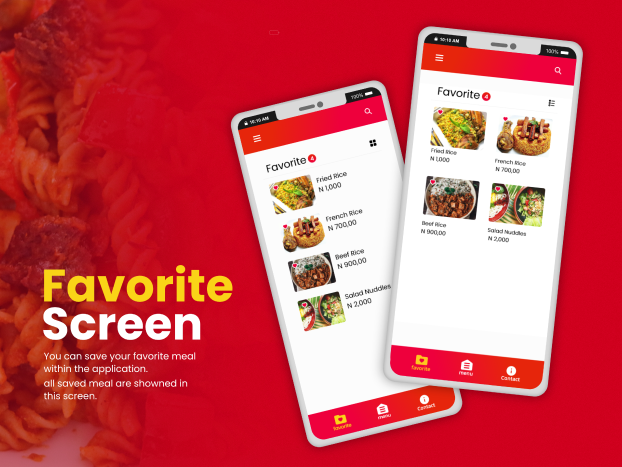 Favorite
Screen
You can save your favorite meal
within the application.
all saved meal are showned in
this screen.
10:10 AM
100%
Favorite 4
Fried Rice
N 1,000
French Rice
N 700,00
Beef Rice
N 900,00
Salad Nuddles
N 2,000
favorite
menu
Contact
10:10 AM
100%
Favorite 4
Fried Rice
N 1,000
French Rice
N 700,00
Beef Rice
N 900,00
Salad Nuddles
N 2,000
favorite
menu
Contact